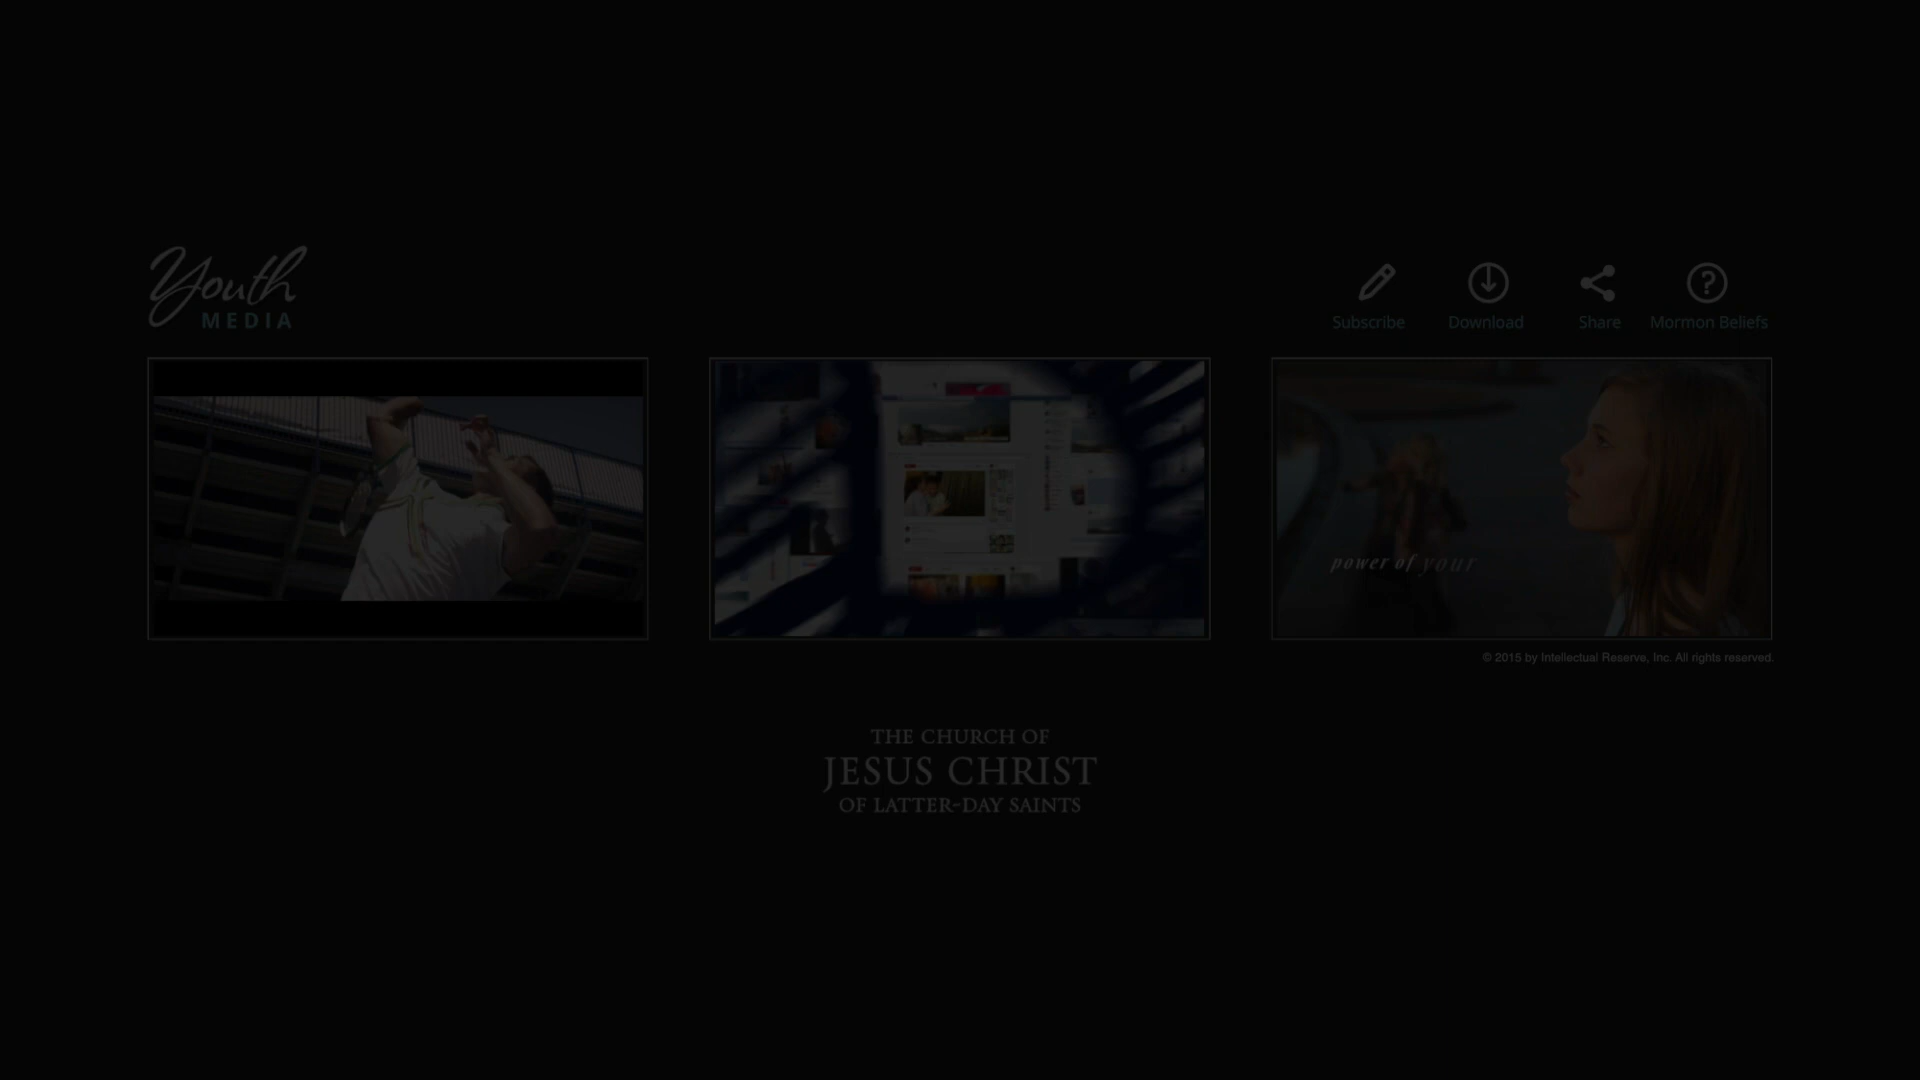 Youth
MEDIA
Subscribe
Download
Share
Mormon Beliefs
power of your
© 2015 by Intellectual Reserve, Inc. All rights reserved.
THE CHURCH OF
JESUS CHRIST
OF LATTER-DAY SAINTS